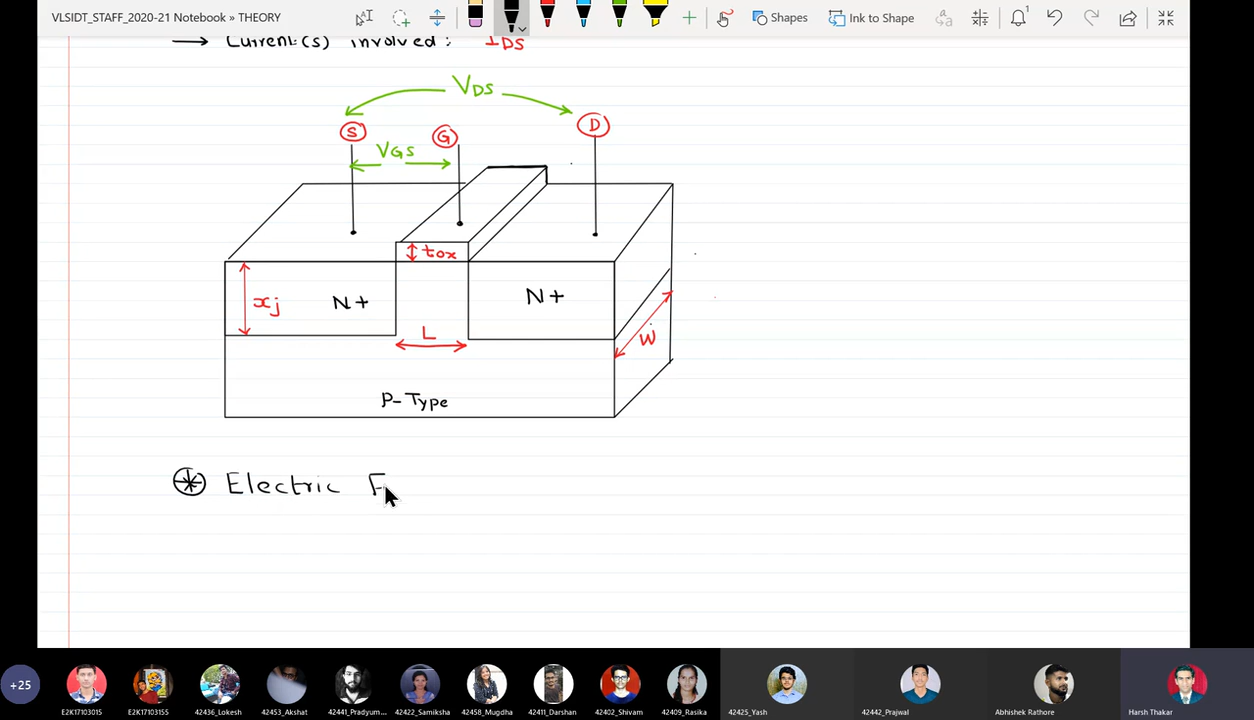 VLSIDT_STAFF_2020-21 Notebook » THEORY
Shapes
Ink to Shape
→ Current(s) involved: IDS
VDS
S G D
VGS
tox
xj N+ N+
L
W
P-Type
Electric F
+25
E2K17103015 E2K17103155 42436_Lokesh 42453_Akshat 42441_Pradyum... 42422_Samiksha 42458_Mugdha 42411_Darshan 42402_Shivam 42409_Rasika 42425_Yash 42442_Prajwal Abhishek Rathore Harsh Thakar